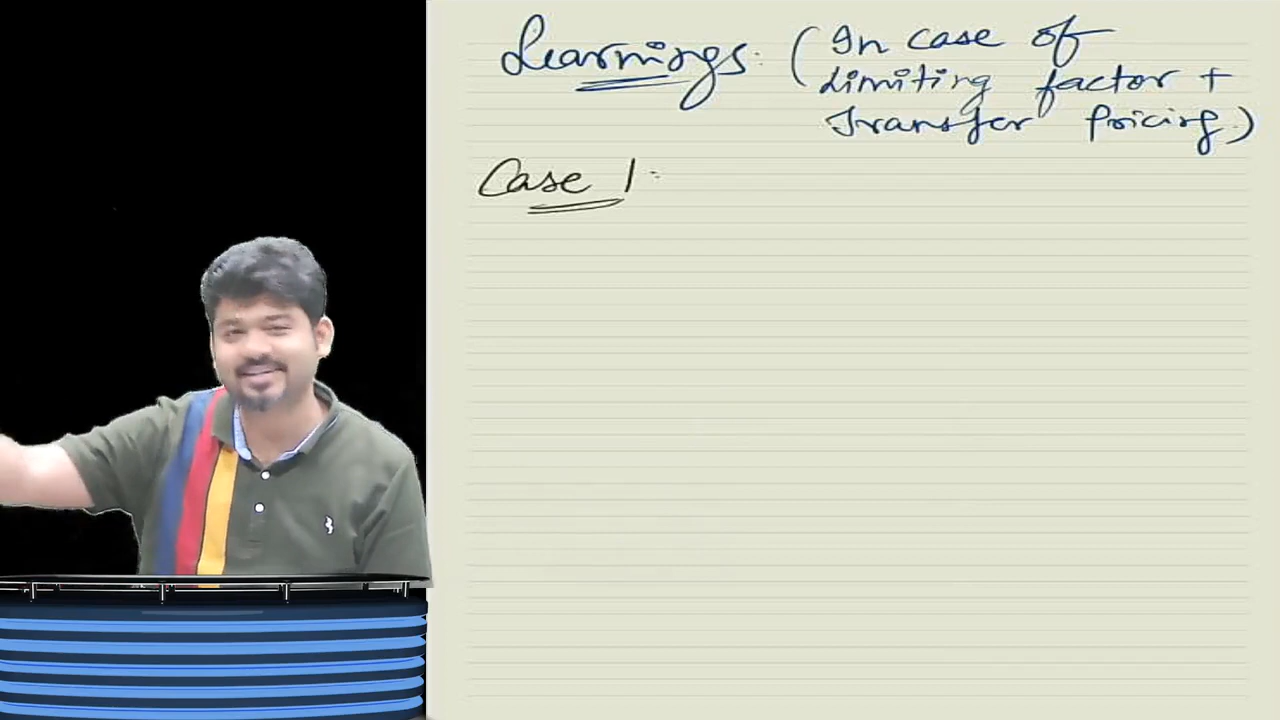 Learnings: (In case of
Limiting factor +
Transfer Pricing)
Case 1: